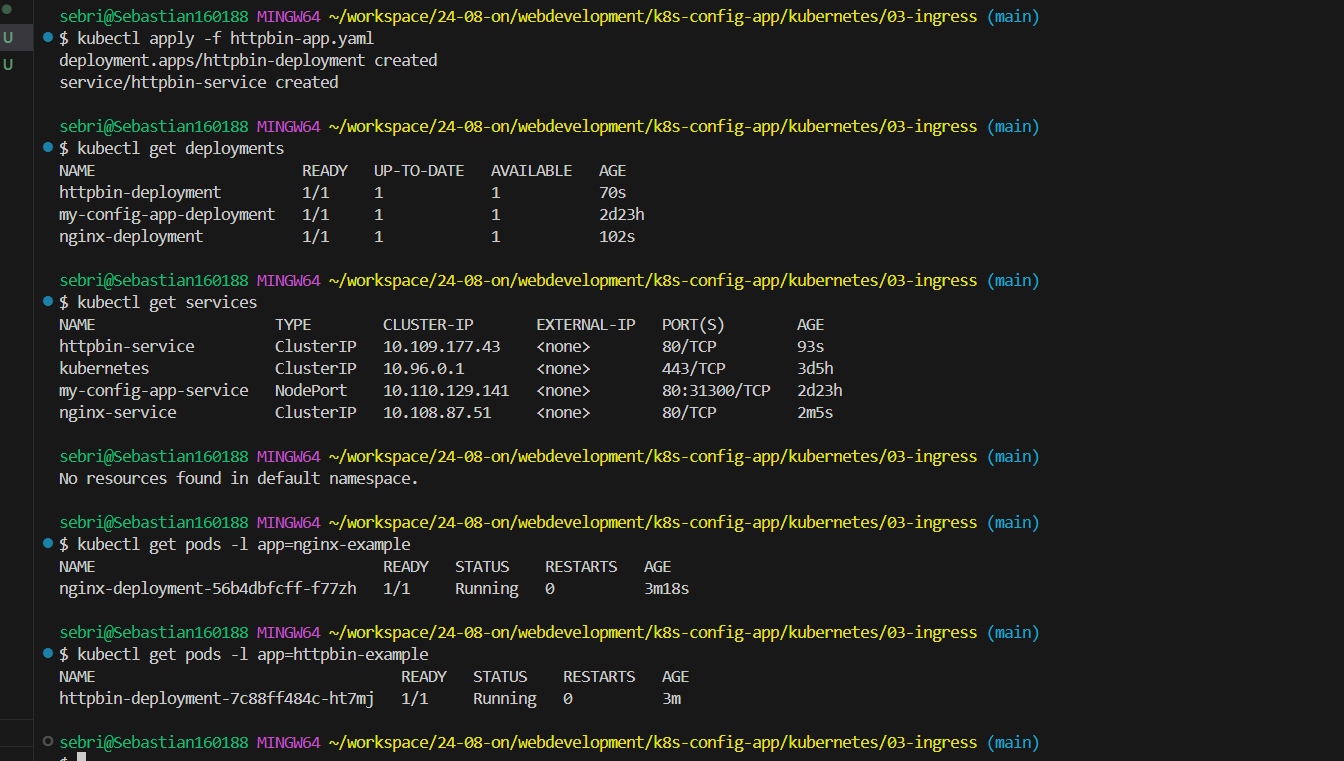 sebri@Sebastian160188 MINGW64 ~/workspace/24-08-on/webdevelopment/k8s-config-app/kubernetes/03-ingress (main)
U $ kubectl apply -f httpbin-app.yaml
deployment.apps/httpbin-deployment created
U service/httpbin-service created
sebri@Sebastian160188 MINGW64 ~/workspace/24-08-on/webdevelopment/k8s-config-app/kubernetes/03-ingress (main)
$ kubectl get deployments
NAME READY UP-TO-DATE AVAILABLE AGE
httpbin-deployment 1/1 1 1 70s
my-config-app-deployment 1/1 1 1 2d23h
nginx-deployment 1/1 1 1 102s
sebri@Sebastian160188 MINGW64 ~/workspace/24-08-on/webdevelopment/k8s-config-app/kubernetes/03-ingress (main)
$ kubectl get services
NAME TYPE CLUSTER-IP EXTERNAL-IP PORT(S) AGE
httpbin-service ClusterIP 10.109.177.43 <none> 80/TCP 93s
kubernetes ClusterIP 10.96.0.1 <none> 443/TCP 3d5h
my-config-app-service NodePort 10.110.129.141 <none> 80:31300/TCP 2d23h
nginx-service ClusterIP 10.108.87.51 <none> 80/TCP 2m5s
sebri@Sebastian160188 MINGW64 ~/workspace/24-08-on/webdevelopment/k8s-config-app/kubernetes/03-ingress (main)
No resources found in default namespace.
sebri@Sebastian160188 MINGW64 ~/workspace/24-08-on/webdevelopment/k8s-config-app/kubernetes/03-ingress (main)
$ kubectl get pods -l app=nginx-example
NAME READY STATUS RESTARTS AGE
nginx-deployment-56b4dbfcff-f77zh 1/1 Running 0 3m18s
sebri@Sebastian160188 MINGW64 ~/workspace/24-08-on/webdevelopment/k8s-config-app/kubernetes/03-ingress (main)
$ kubectl get pods -l app=httpbin-example
NAME READY STATUS RESTARTS AGE
httpbin-deployment-7c88ff484c-ht7mj 1/1 Running 0 3m
sebri@Sebastian160188 MINGW64 ~/workspace/24-08-on/webdevelopment/k8s-config-app/kubernetes/03-ingress (main)
$